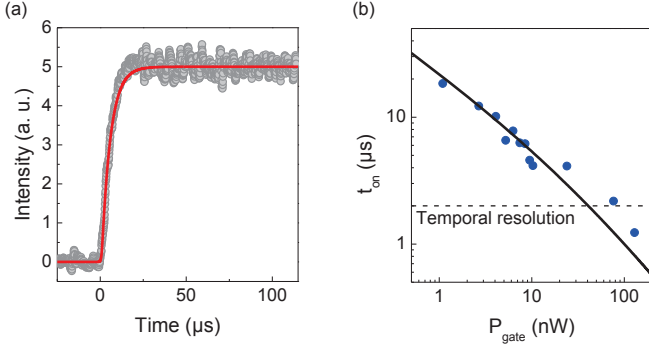 (a)
6
5
4
3
2
1
0
Intensity (a. u.)
0
50
100
Time (µs)
(b)
10
1
t_on (µs)
Temporal resolution
1
10
100
P_gate (nW)